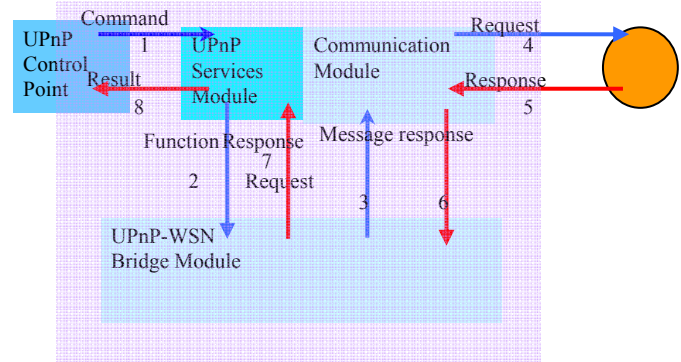 Command
1
UPnP
Control
Point
Result
8
UPnP
Services
Module
Communication
Module
Request
4
Response
5
Function Response
7
2
Request
Message response
3
6
UPnP-WSN
Bridge Module